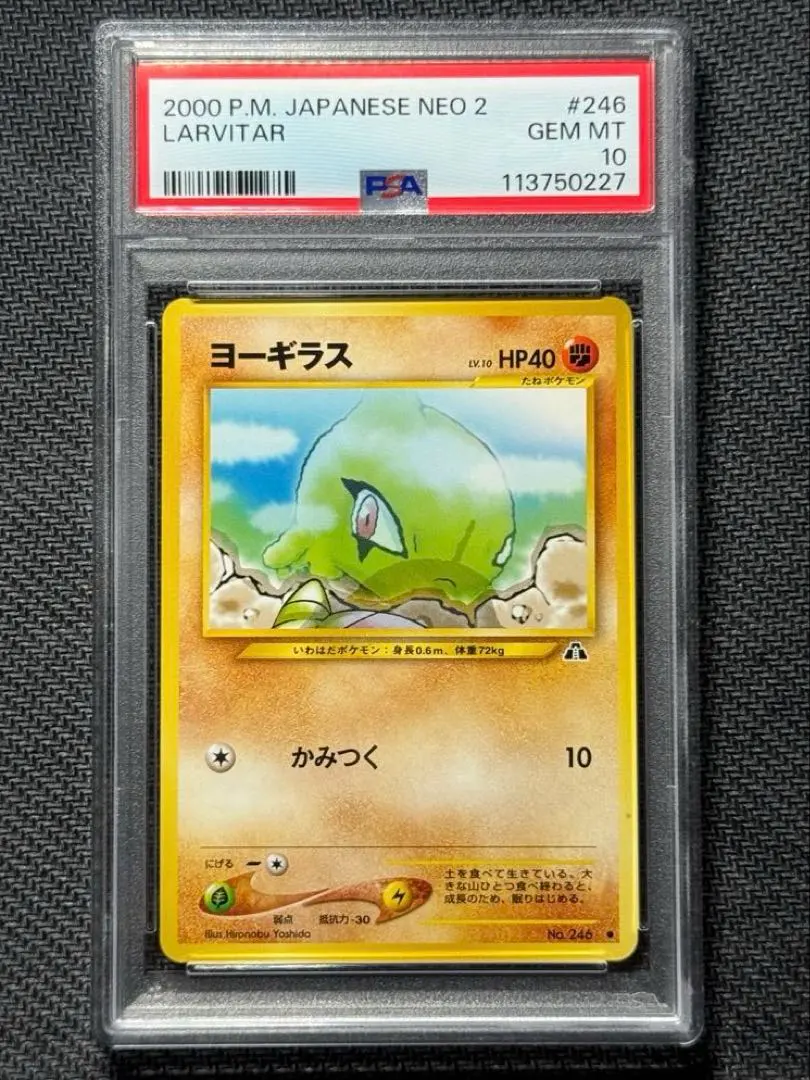 2000 P.M. JAPANESE NEO 2 #246
LARVITAR GEM MT
10
PSA 113750227
ヨーギラス LV.10 HP40
たねポケモン
いわはだポケモン：身長0.6m、体重72kg
かみつく 10
にげる
弱点 抵抗力-30
土を食べて生きている。大
きな山ひとつ食べ終わると、
成長のため、眠りはじめる。
Illus Hironobu Yoshida No. 246